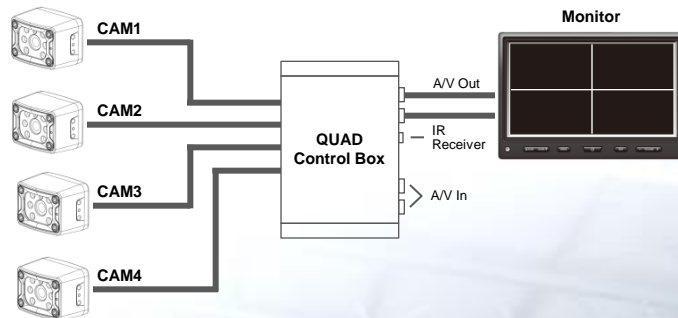 Monitor
CAM1
A/V Out
CAM2
QUAD
Control Box
IR
Receiver
CAM3
A/V In
CAM4